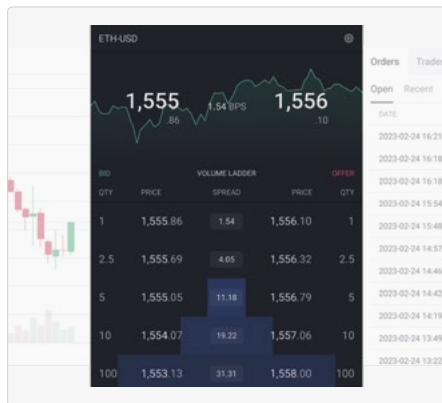 ETH-USD
1,555 1.54 BPS 1,556
.86 .10
BID VOLUME LADDER OFFER
QTY PRICE SPREAD PRICE QTY
1 1,555.86 1.54 1,556.10 1
2.5 1,555.69 4.05 1,556.32 2.5
5 1,555.05 11.18 1,556.79 5
10 1,554.07 19.22 1,557.06 10
100 1,553.13 31.31 1,558.00 100
Orders Trades
Open Recent
DATE
2023-02-24 16:21
2023-02-24 16:18
2023-02-24 16:18
2023-02-24 15:54
2023-02-24 15:48
2023-02-24 14:57
2023-02-24 14:46
2023-02-24 14:42
2023-02-24 14:19
2023-02-24 13:49
2023-02-24 13:22